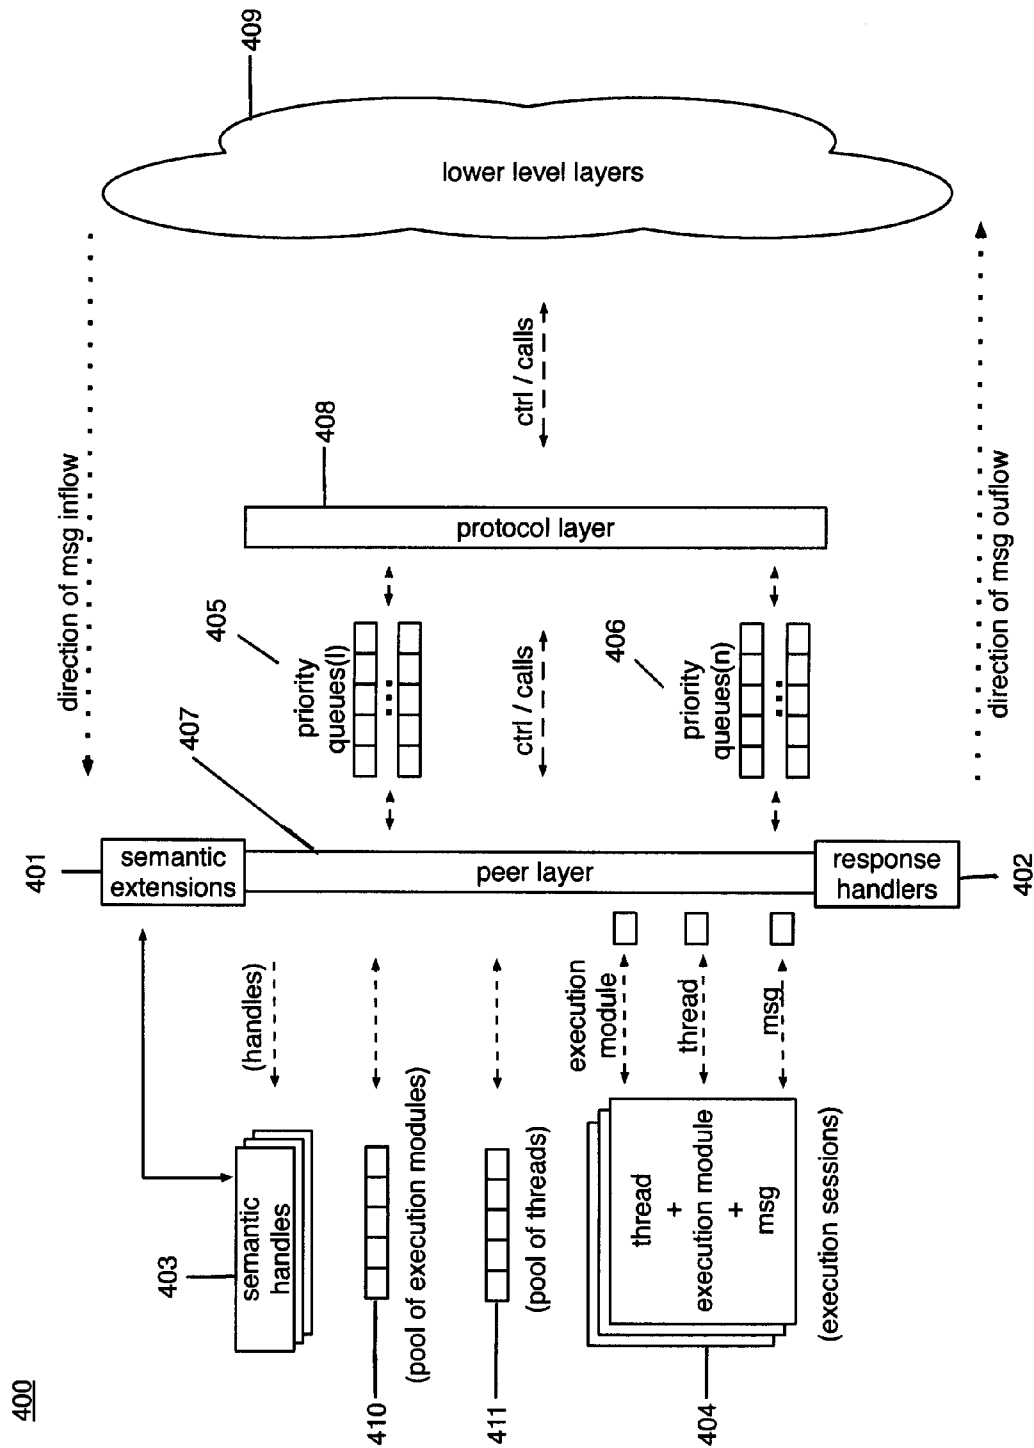 400
403
semantic
handles
(handles)
410
(pool of execution modules)
411
(pool of threads)
404
thread
+
execution module
+
msg
(execution sessions)
execution
module
thread
msg
401
semantic
extensions
407
peer layer
response
handlers
402
direction of msg inflow
405
priority
queues(l)
...
ctrl / calls
406
priority
queues(n)
...
direction of msg ouflow
408
protocol layer
ctrl / calls
409
lower level layers